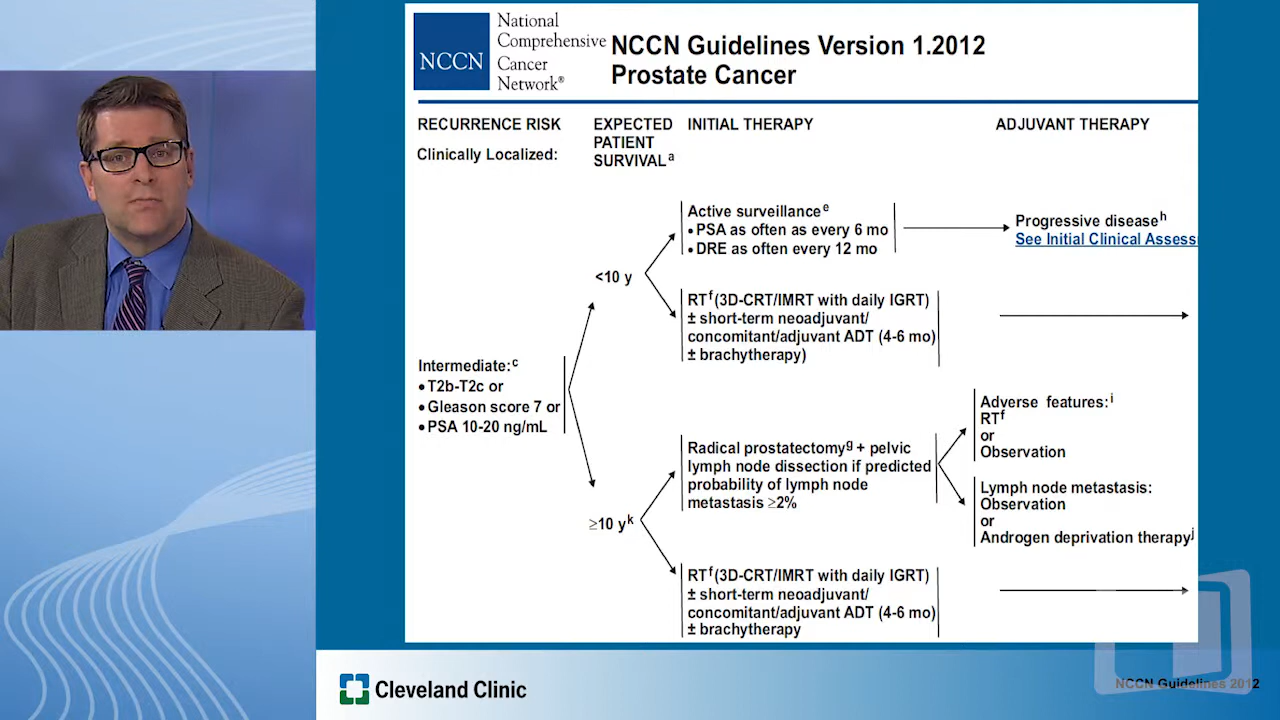 NCCN
National
Comprehensive
Cancer
Network®
NCCN Guidelines Version 1.2012
Prostate Cancer
RECURRENCE RISK
Clinically Localized:
EXPECTED
PATIENT
SURVIVAL a
INITIAL THERAPY
ADJUVANT THERAPY
Intermediate: c
• T2b-T2c or
• Gleason score 7 or
• PSA 10-20 ng/mL
<10 y
Active surveillance e
• PSA as often as every 6 mo
• DRE as often every 12 mo
Progressive disease h
See Initial Clinical Assess
RT f (3D-CRT/IMRT with daily IGRT)
± short-term neoadjuvant/
concomitant/adjuvant ADT (4-6 mo)
± brachytherapy)
≥10 y k
Radical prostatectomy g + pelvic
lymph node dissection if predicted
probability of lymph node
metastasis ≥2%
Adverse features: i
RT f
or
Observation
Lymph node metastasis:
Observation
or
Androgen deprivation therapy j
RT f (3D-CRT/IMRT with daily IGRT)
± short-term neoadjuvant/
concomitant/adjuvant ADT (4-6 mo)
± brachytherapy
Cleveland Clinic
NCCN Guidelines 2012